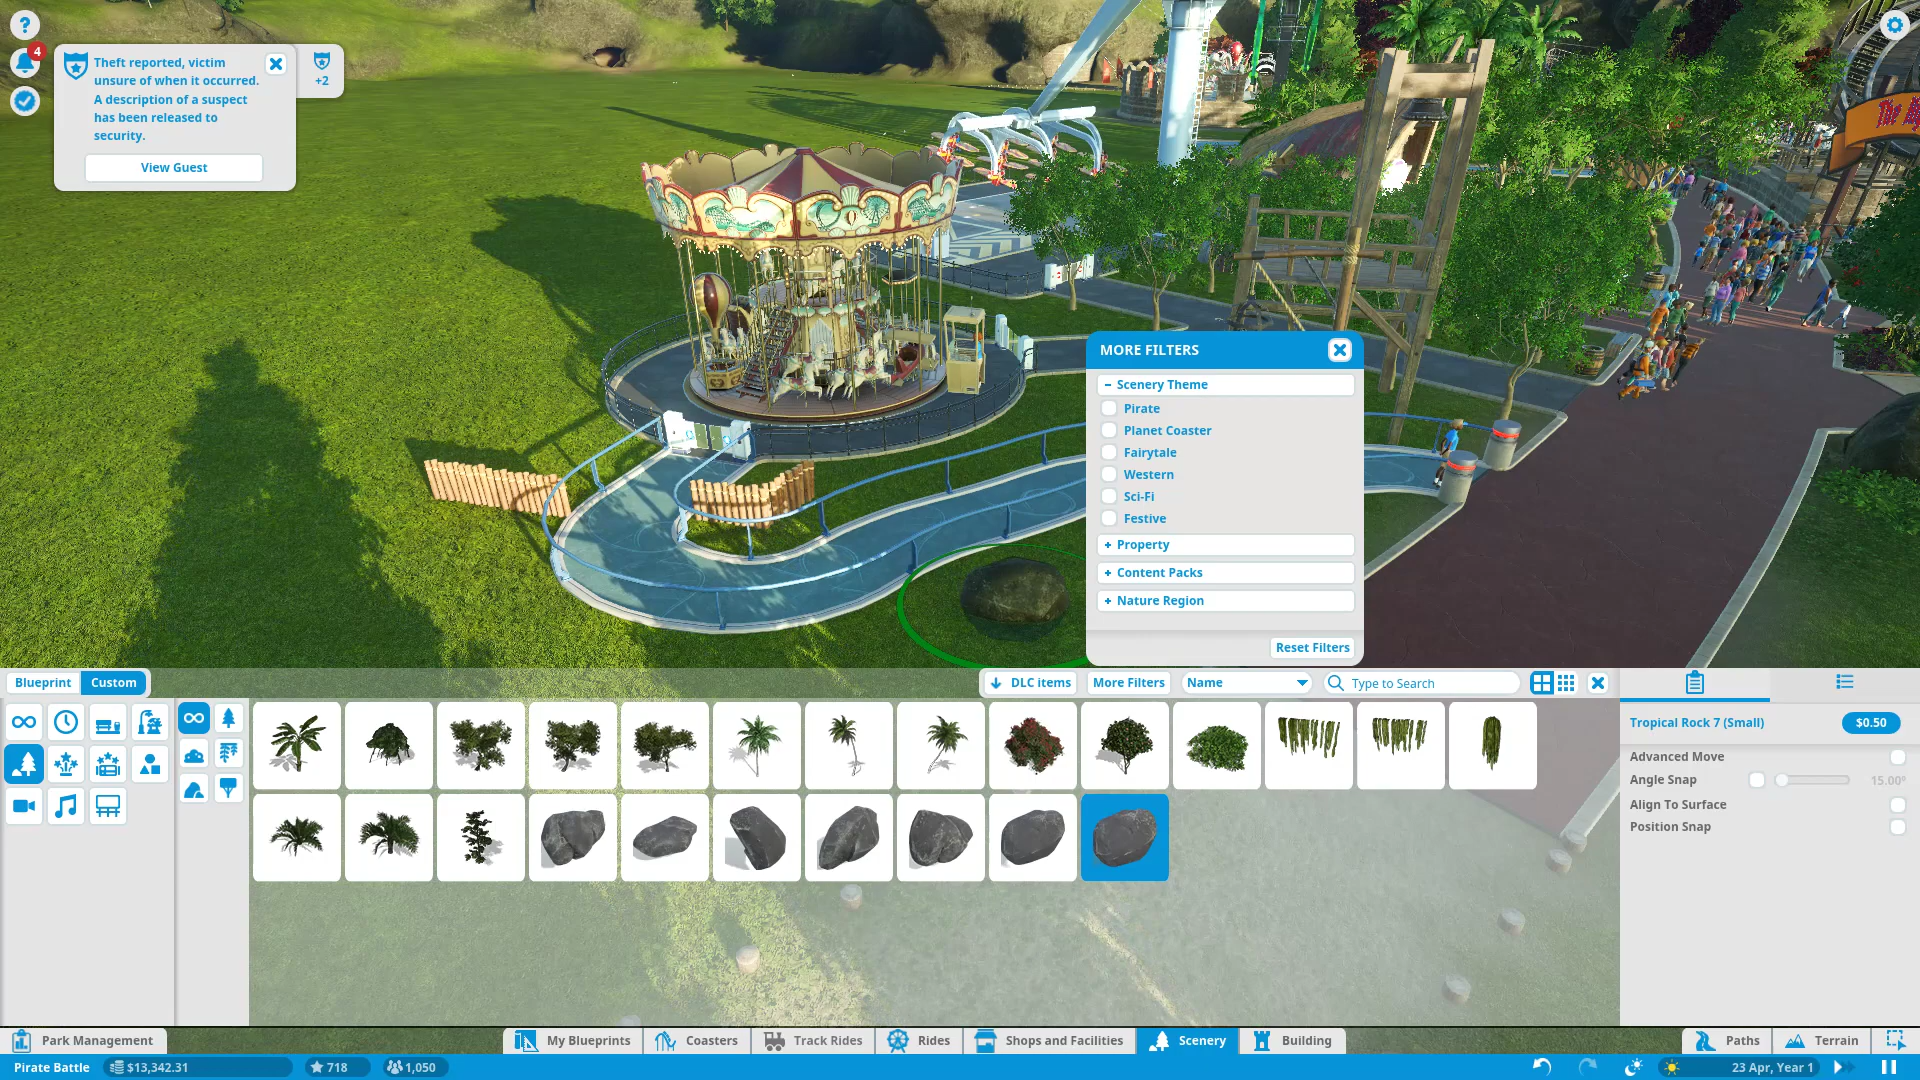 ?
4
Theft reported, victim
unsure of when it occurred.
A description of a suspect
has been released to
security.
+2
View Guest
MORE FILTERS
− Scenery Theme
Pirate
Planet Coaster
Fairytale
Western
Sci-Fi
Festive
+ Property
+ Content Packs
+ Nature Region
Reset Filters
Blueprint Custom
DLC items More Filters Name Type to Search
Tropical Rock 7 (Small) $0.50
Advanced Move
Angle Snap 15.00°
Align To Surface
Position Snap
Park Management My Blueprints Coasters Track Rides Rides Shops and Facilities Scenery Building Paths Terrain
Pirate Battle $13,342.31 718 1,050 23 Apr, Year 1